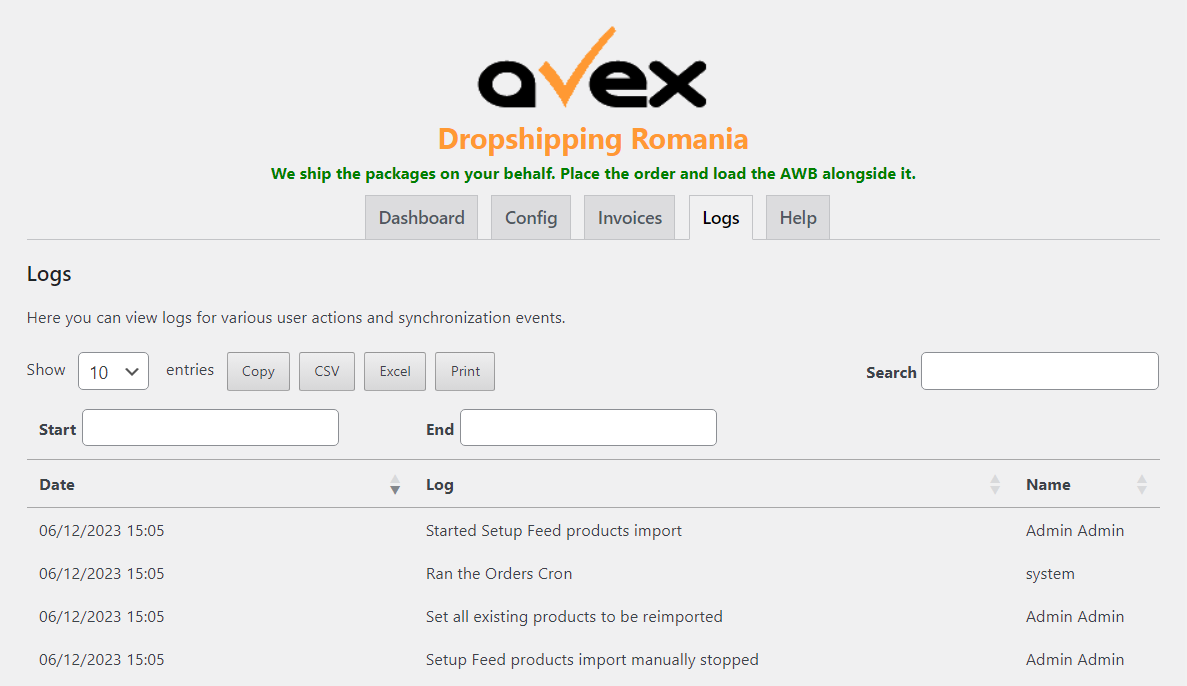 avex
Dropshipping Romania
We ship the packages on your behalf. Place the order and load the AWB alongside it.
Dashboard Config Invoices Logs Help
Logs
Here you can view logs for various user actions and synchronization events.
Show 10 entries Copy CSV Excel Print Search
Start End
Date Log Name
06/12/2023 15:05 Started Setup Feed products import Admin Admin
06/12/2023 15:05 Ran the Orders Cron system
06/12/2023 15:05 Set all existing products to be reimported Admin Admin
06/12/2023 15:05 Setup Feed products import manually stopped Admin Admin